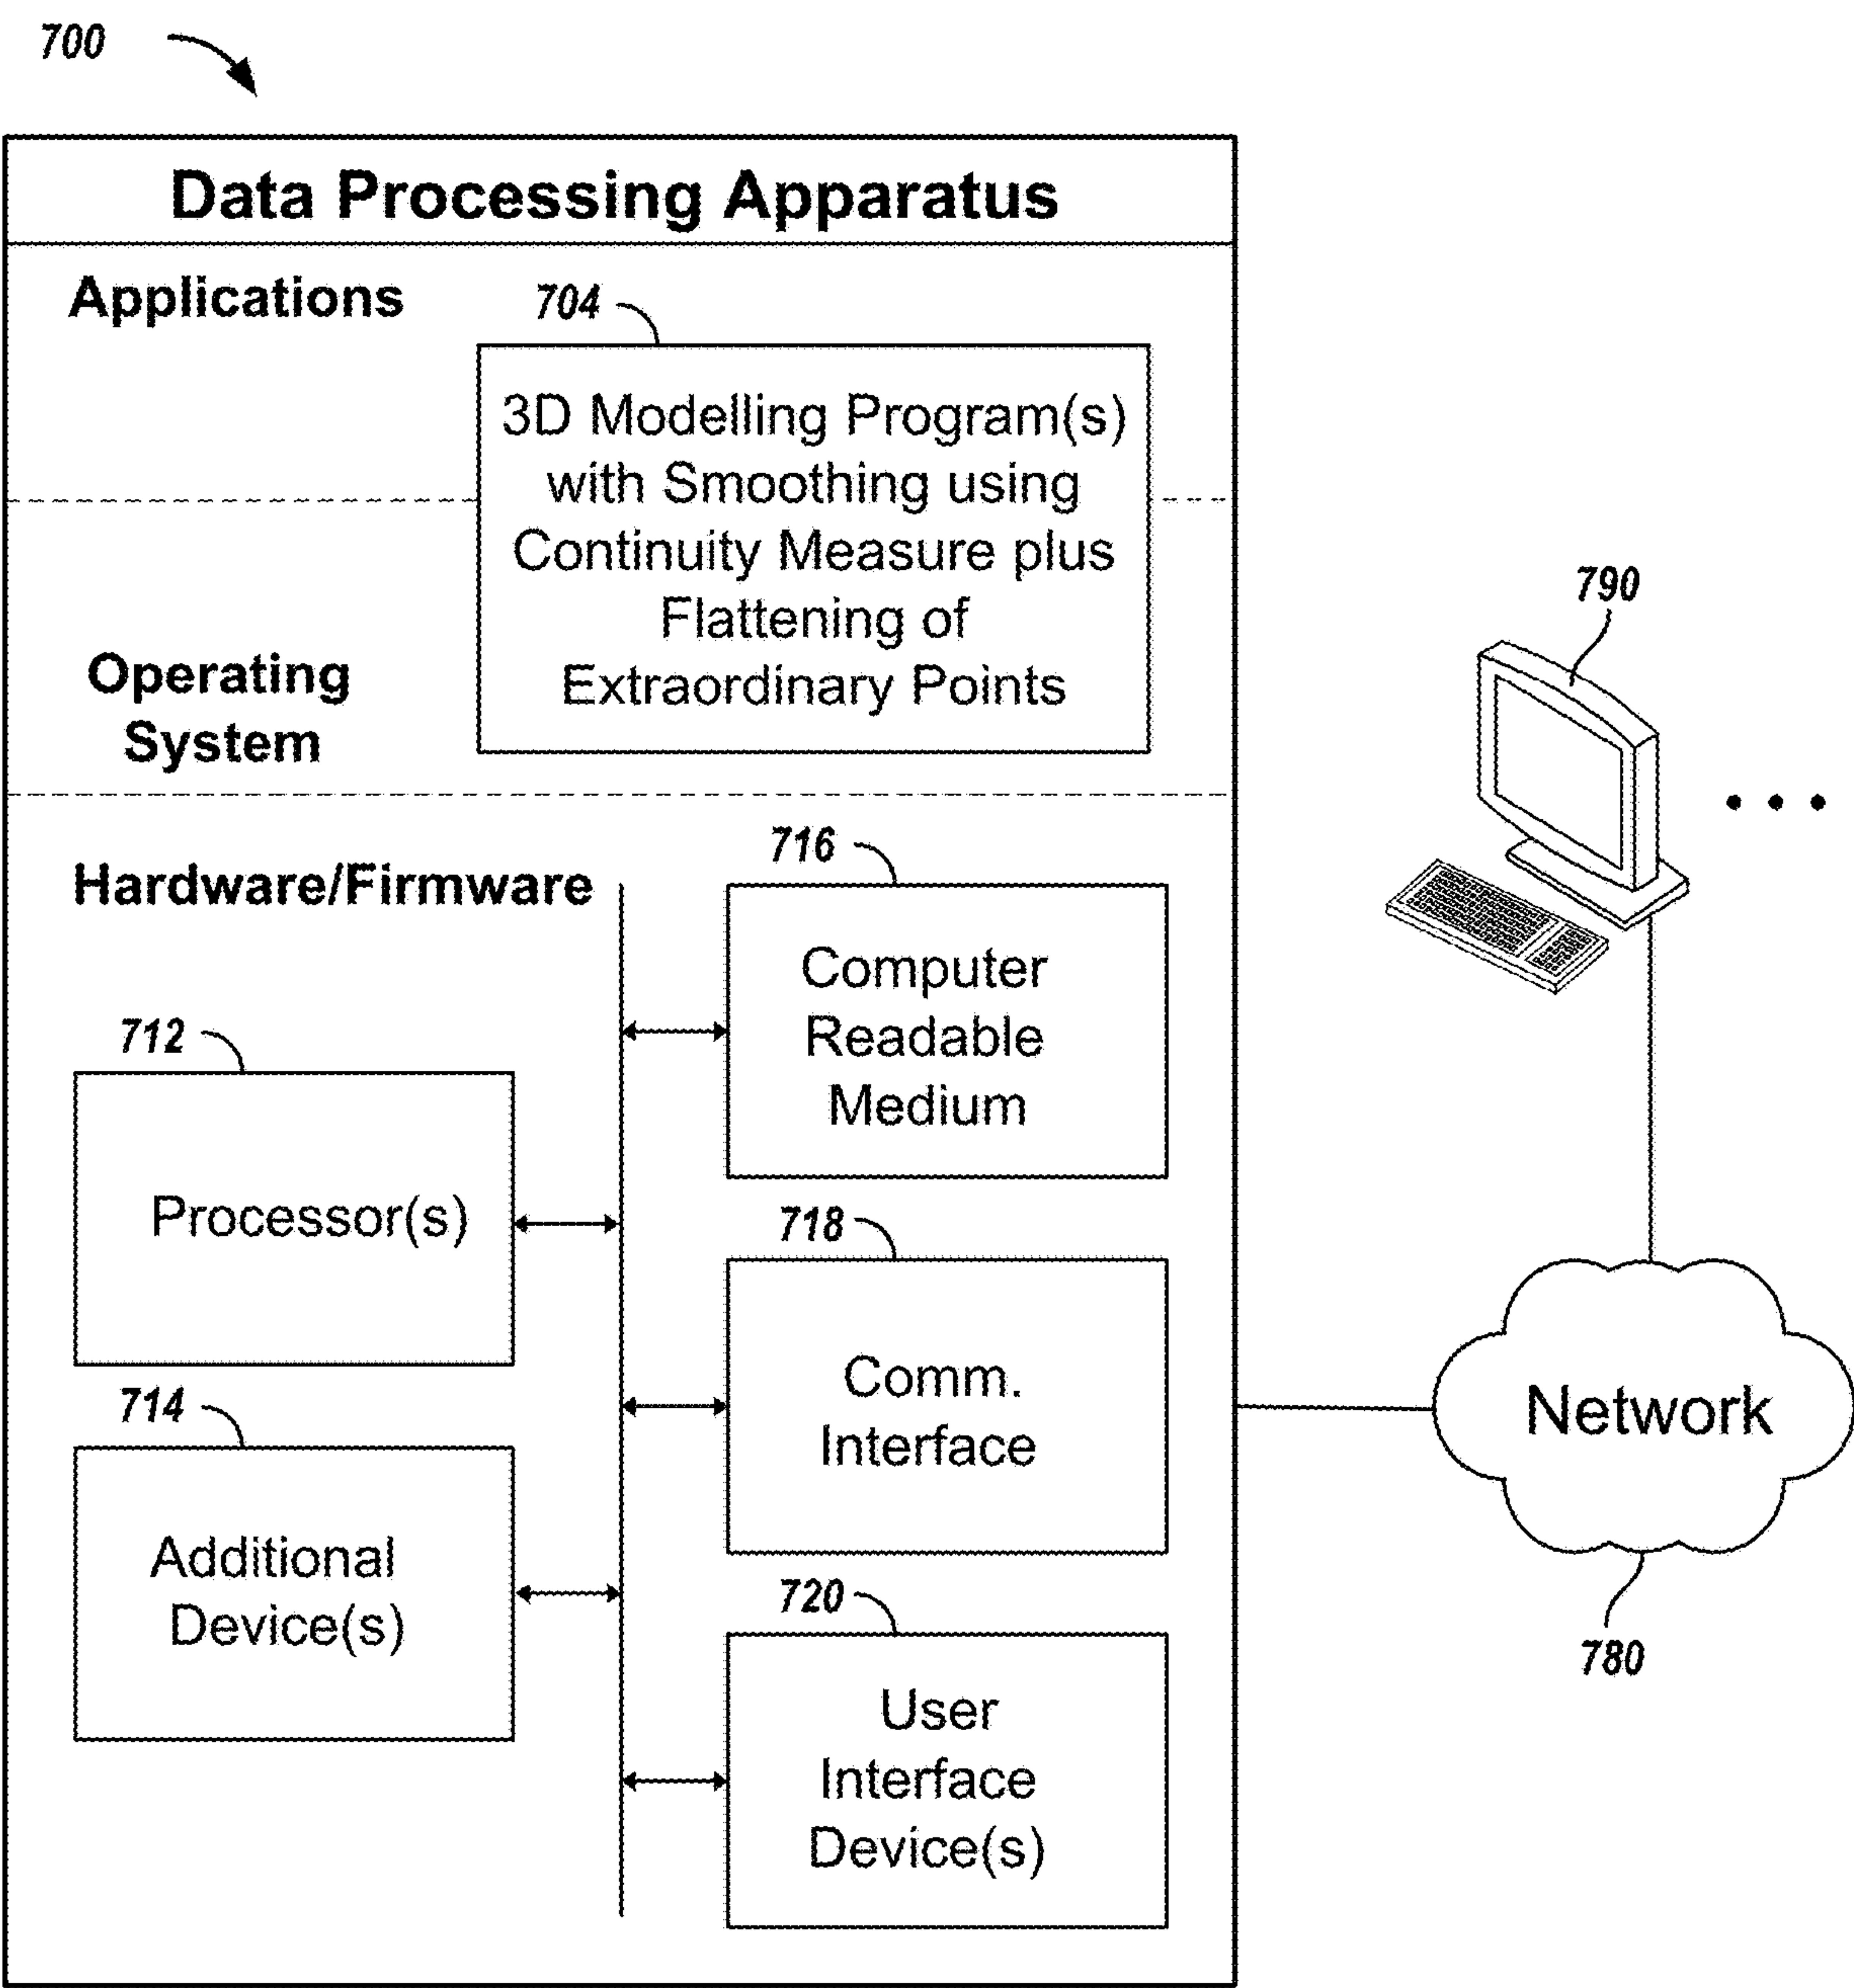 700
Data Processing Apparatus
Applications
704
3D Modelling Program(s)
with Smoothing using
Continuity Measure plus
Flattening of
Extraordinary Points
Operating
System
790
Hardware/Firmware
716
Computer
Readable
Medium
712
Processor(s)
718
Comm.
Interface
Network
714
Additional
Device(s)
720
User
Interface
Device(s)
780